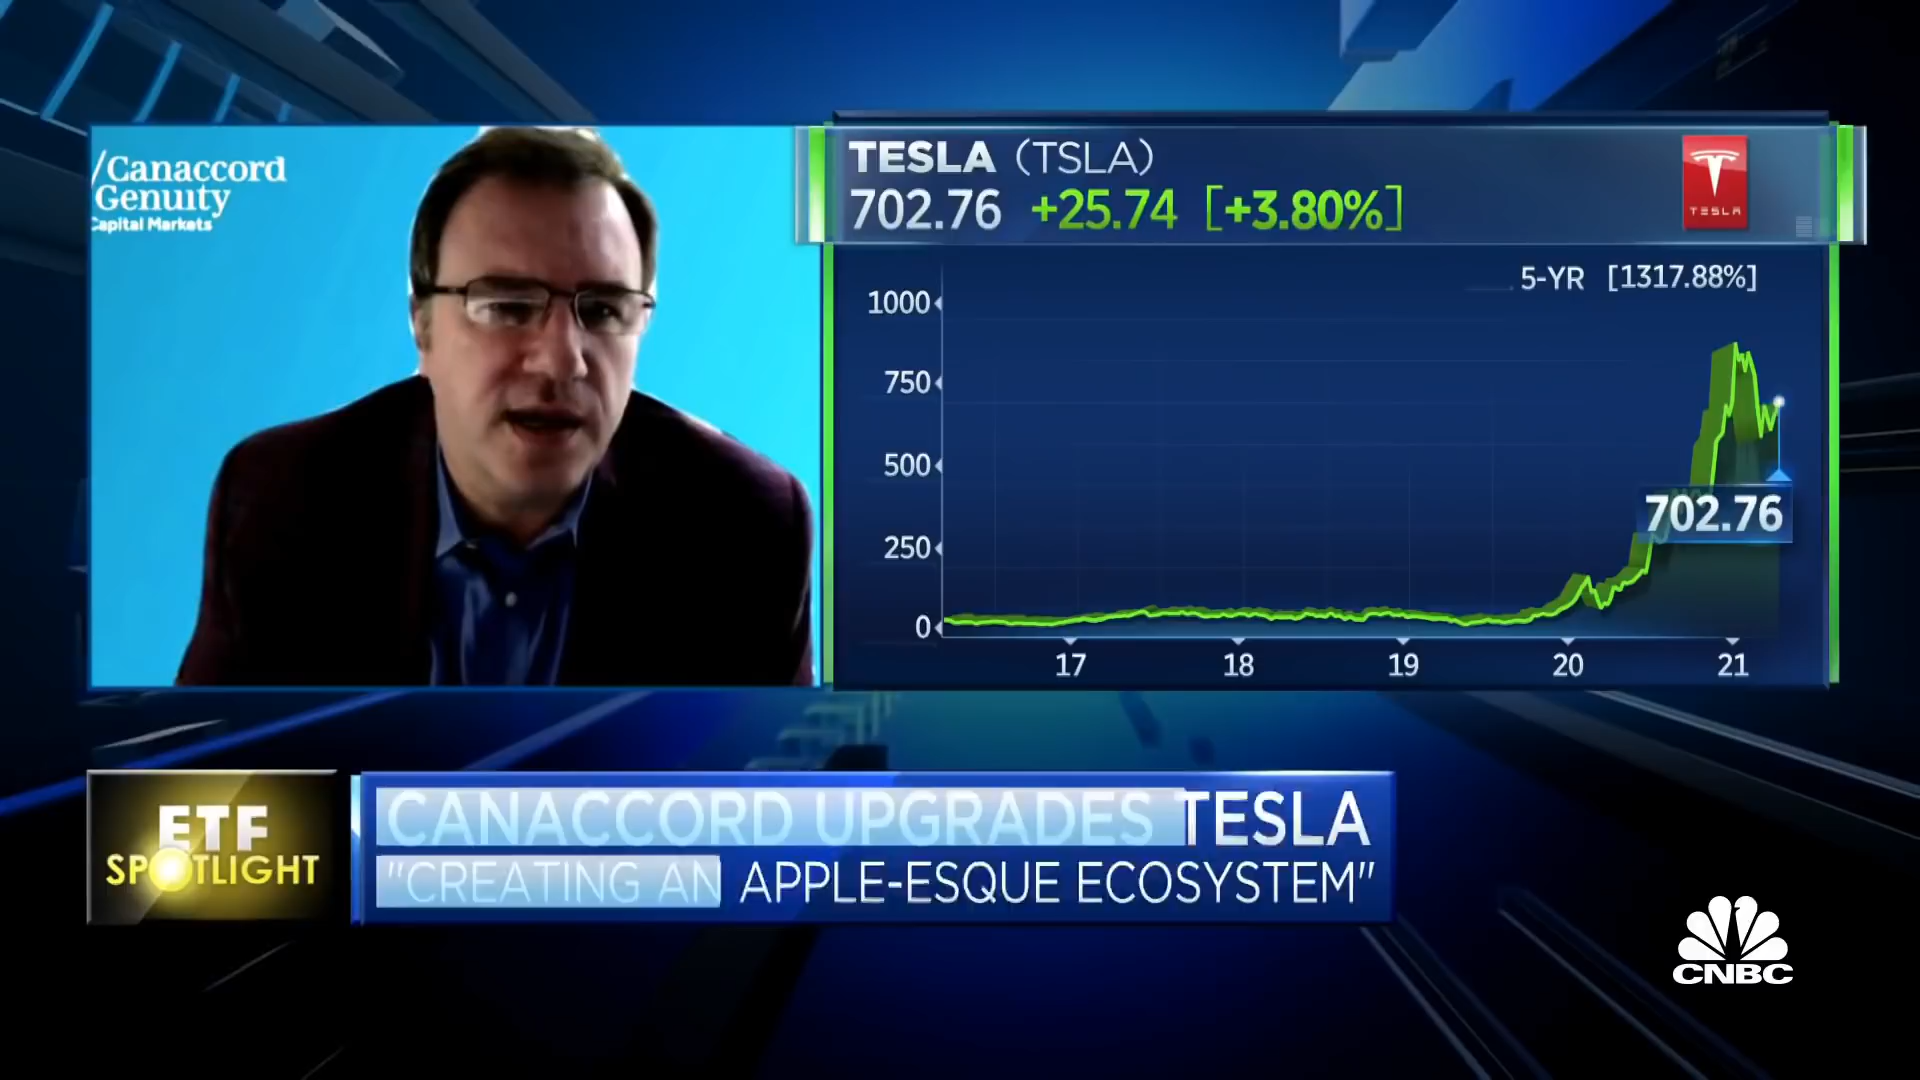 /Canaccord
Genuity
Capital Markets
TESLA (TSLA)
702.76 +25.74 [+3.80%]
TESLA
5-YR [1317.88%]
1000
750
500
250
0
702.76
17 18 19 20 21
ETF
SPOTLIGHT
CANACCORD UPGRADES TESLA
"CREATING AN APPLE-ESQUE ECOSYSTEM"
CNBC